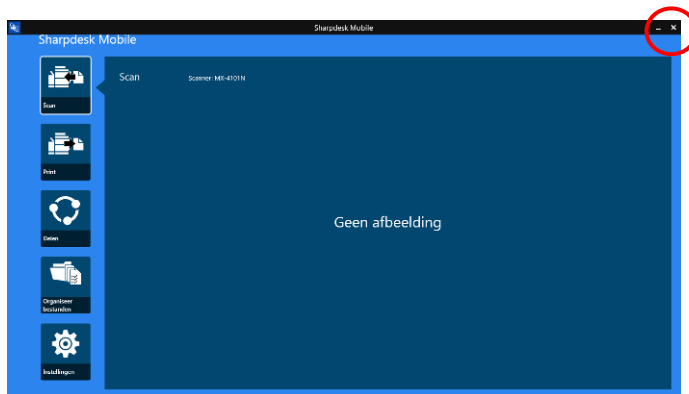 Sharpdesk Mobile
Sharpdesk Mobile
Scan
Scan
Scanner: MX-4101N
Print
Geen afbeelding
Delen
Organiseer
bestanden
Instellingen